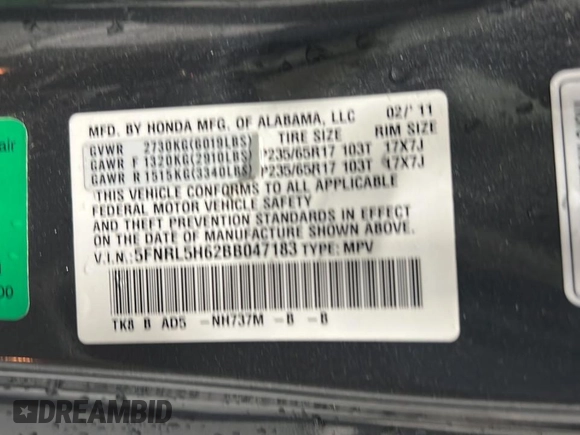 MFD. BY HONDA MFG. OF ALABAMA, LLC 02/'11
TIRE SIZE RIM SIZE
GVWR 2730KG(6019LBS)
GAWR F 1320KG(2910LBS) P235/65R17 103T 17X7J
GAWR R 1515KG(3340LBS) P235/65R17 103T 17X7J
THIS VEHICLE CONFORMS TO ALL APPLICABLE
FEDERAL MOTOR VEHICLE SAFETY
AND THEFT PREVENTION STANDARDS IN EFFECT
ON THE DATE OF MANUFACTURE SHOWN ABOVE.
V.I.N.: 5FNRL5H62BB047183 TYPE: MPV
TK8 B AD5 -NH737M -B -B
air
00
DREAMBID